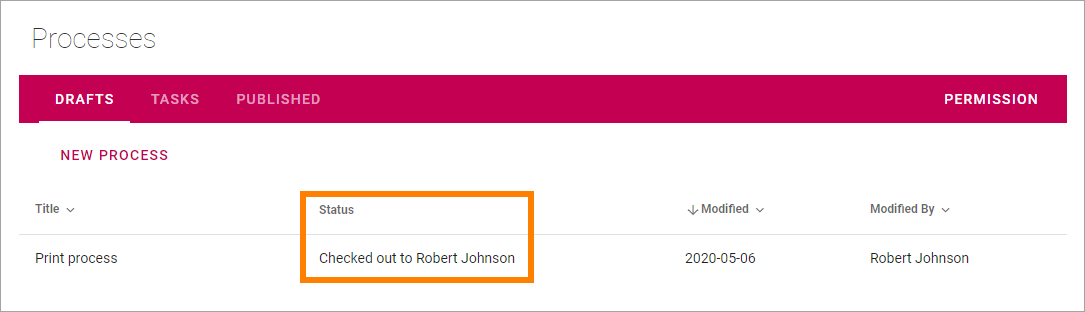 Processes
DRAFTS TASKS PUBLISHED PERMISSION
NEW PROCESS
Title Status Modified Modified By
Print process Checked out to Robert Johnson 2020-05-06 Robert Johnson